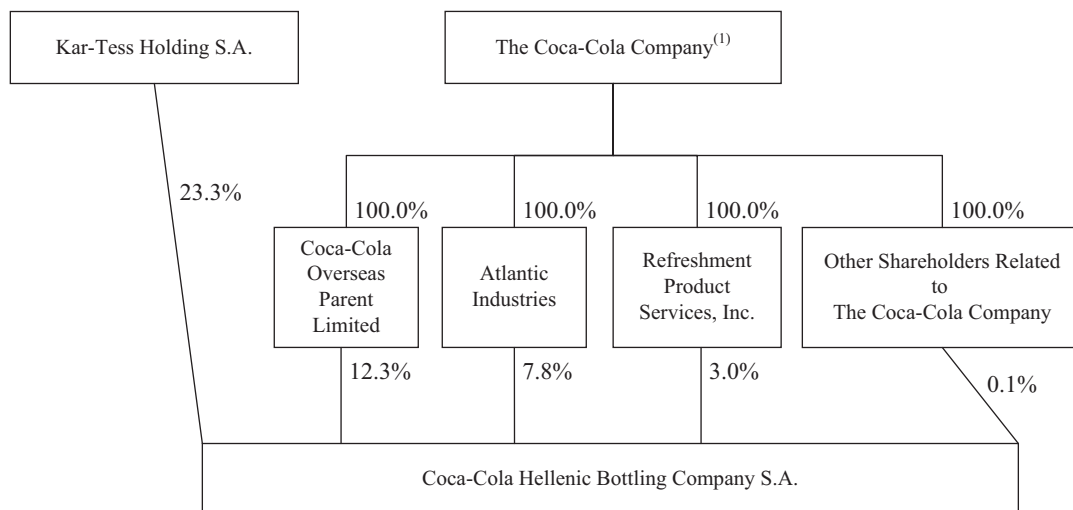 Kar-Tess Holding S.A.
The Coca-Cola Company(1)
23.3%
100.0%
100.0%
100.0%
100.0%
Coca-Cola
Overseas
Parent
Limited
Atlantic
Industries
Refreshment
Product
Services, Inc.
Other Shareholders Related
to
The Coca-Cola Company
12.3%
7.8%
3.0%
0.1%
Coca-Cola Hellenic Bottling Company S.A.